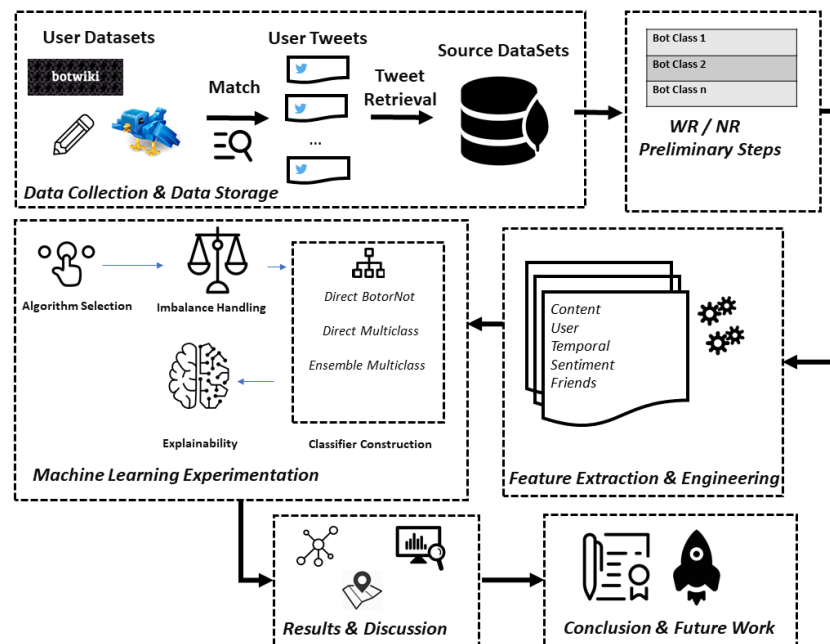 User Datasets
botwiki
Match
User Tweets
...
Tweet
Retrieval
Source DataSets
Data Collection & Data Storage
Bot Class 1
Bot Class 2
Bot Class n
WR / NR
Preliminary Steps
Algorithm Selection
Imbalance Handling
Direct BotorNot
Direct Multiclass
Ensemble Multiclass
Explainability
Classifier Construction
Machine Learning Experimentation
Content
User
Temporal
Sentiment
Friends
Feature Extraction & Engineering
Results & Discussion
Conclusion & Future Work